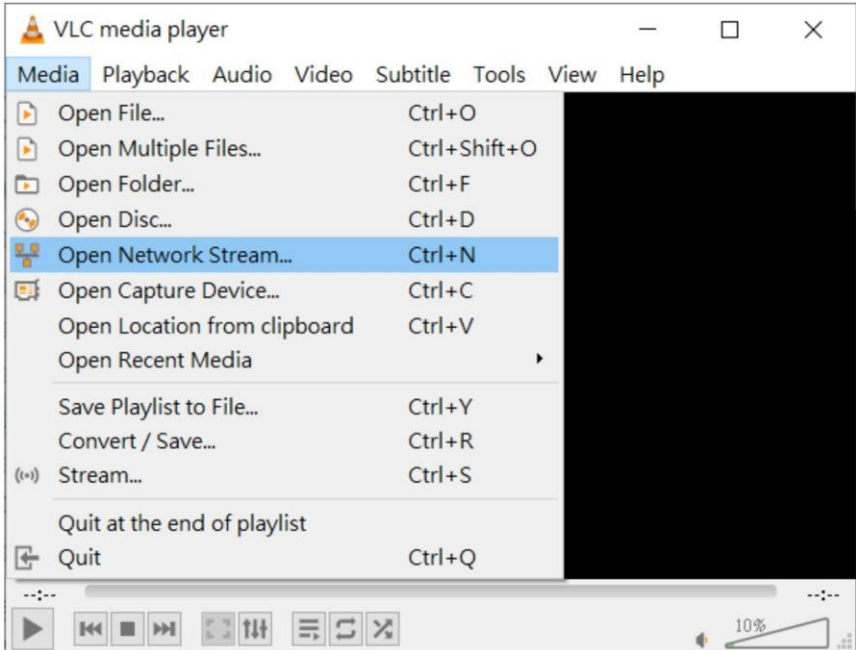 VLC media player
Media Playback Audio Video Subtitle Tools View Help
Open File... Ctrl+O
Open Multiple Files... Ctrl+Shift+O
Open Folder... Ctrl+F
Open Disc... Ctrl+D
Open Network Stream... Ctrl+N
Open Capture Device... Ctrl+C
Open Location from clipboard Ctrl+V
Open Recent Media
Save Playlist to File... Ctrl+Y
Convert / Save... Ctrl+R
Stream... Ctrl+S
Quit at the end of playlist
Quit Ctrl+Q
--:-- --:--
10%